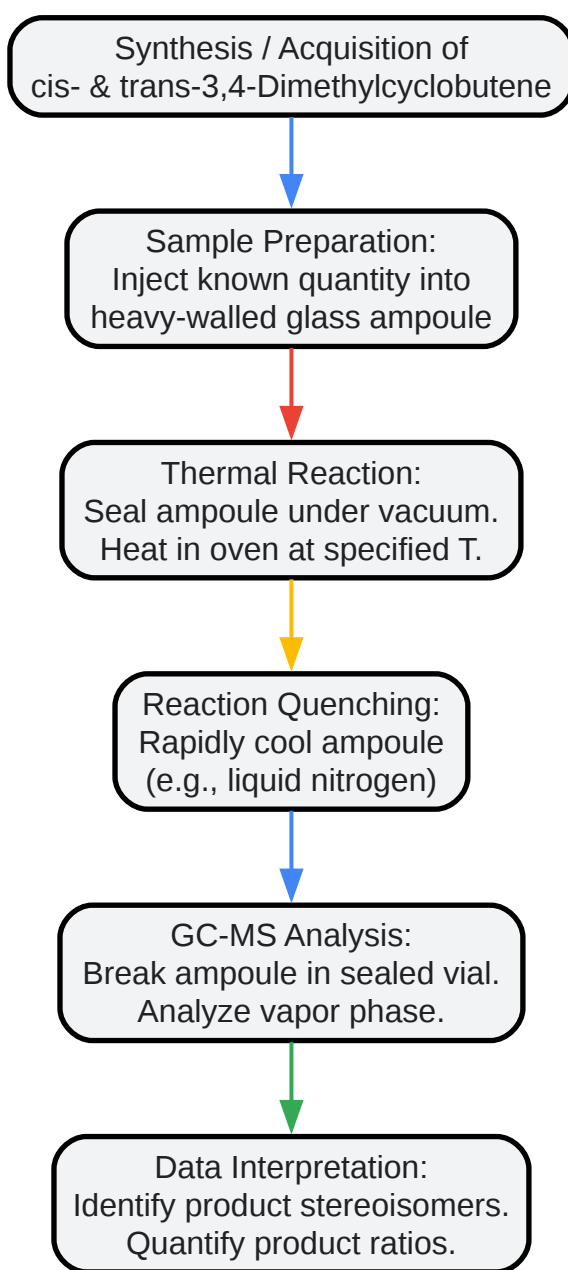 Synthesis / Acquisition of
cis- & trans-3,4-Dimethylcyclobutene
Sample Preparation:
Inject known quantity into
heavy-walled glass ampoule
Thermal Reaction:
Seal ampoule under vacuum.
Heat in oven at specified T.
Reaction Quenching:
Rapidly cool ampoule
(e.g., liquid nitrogen)
GC-MS Analysis:
Break ampoule in sealed vial.
Analyze vapor phase.
Data Interpretation:
Identify product stereoisomers.
Quantify product ratios.